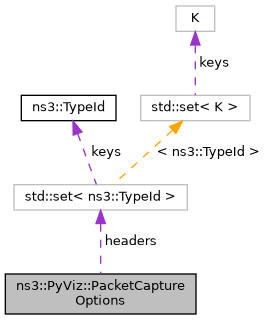 K
keys
ns3::TypeId
std::set< K >
keys
< ns3::TypeId >
std::set< ns3::TypeId >
headers
ns3::PyViz::PacketCapture
Options